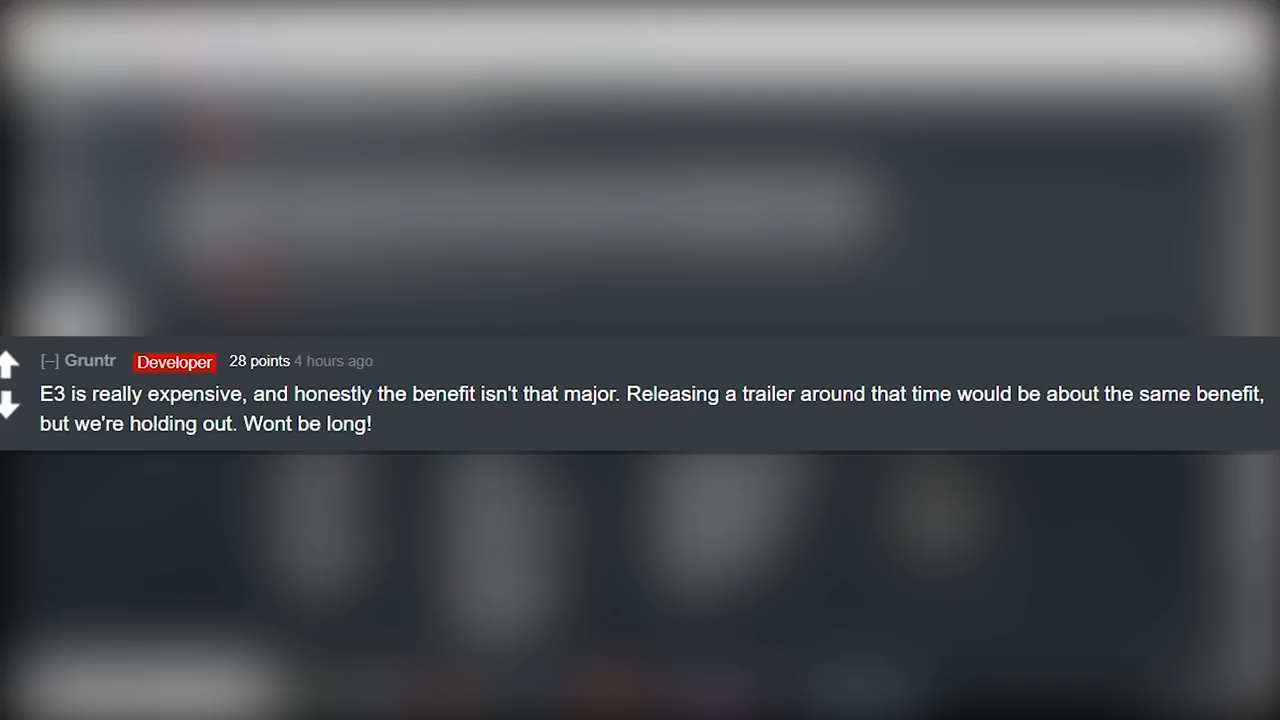 [–] Gruntr Developer 28 points 4 hours ago
E3 is really expensive, and honestly the benefit isn't that major. Releasing a trailer around that time would be about the same benefit,
but we're holding out. Wont be long!